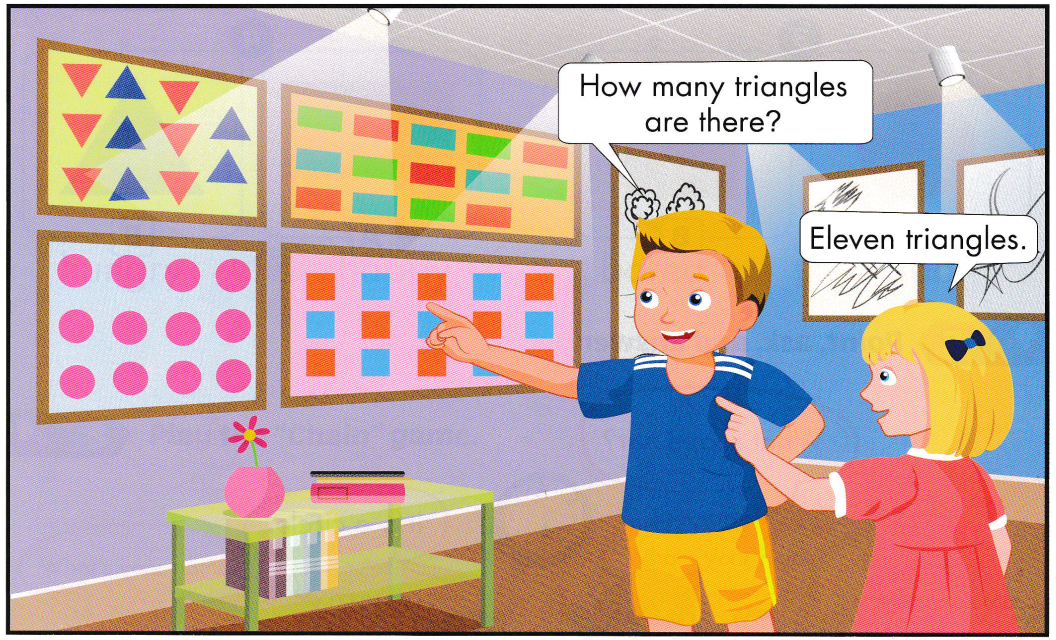 How many triangles
are there?
Eleven triangles.